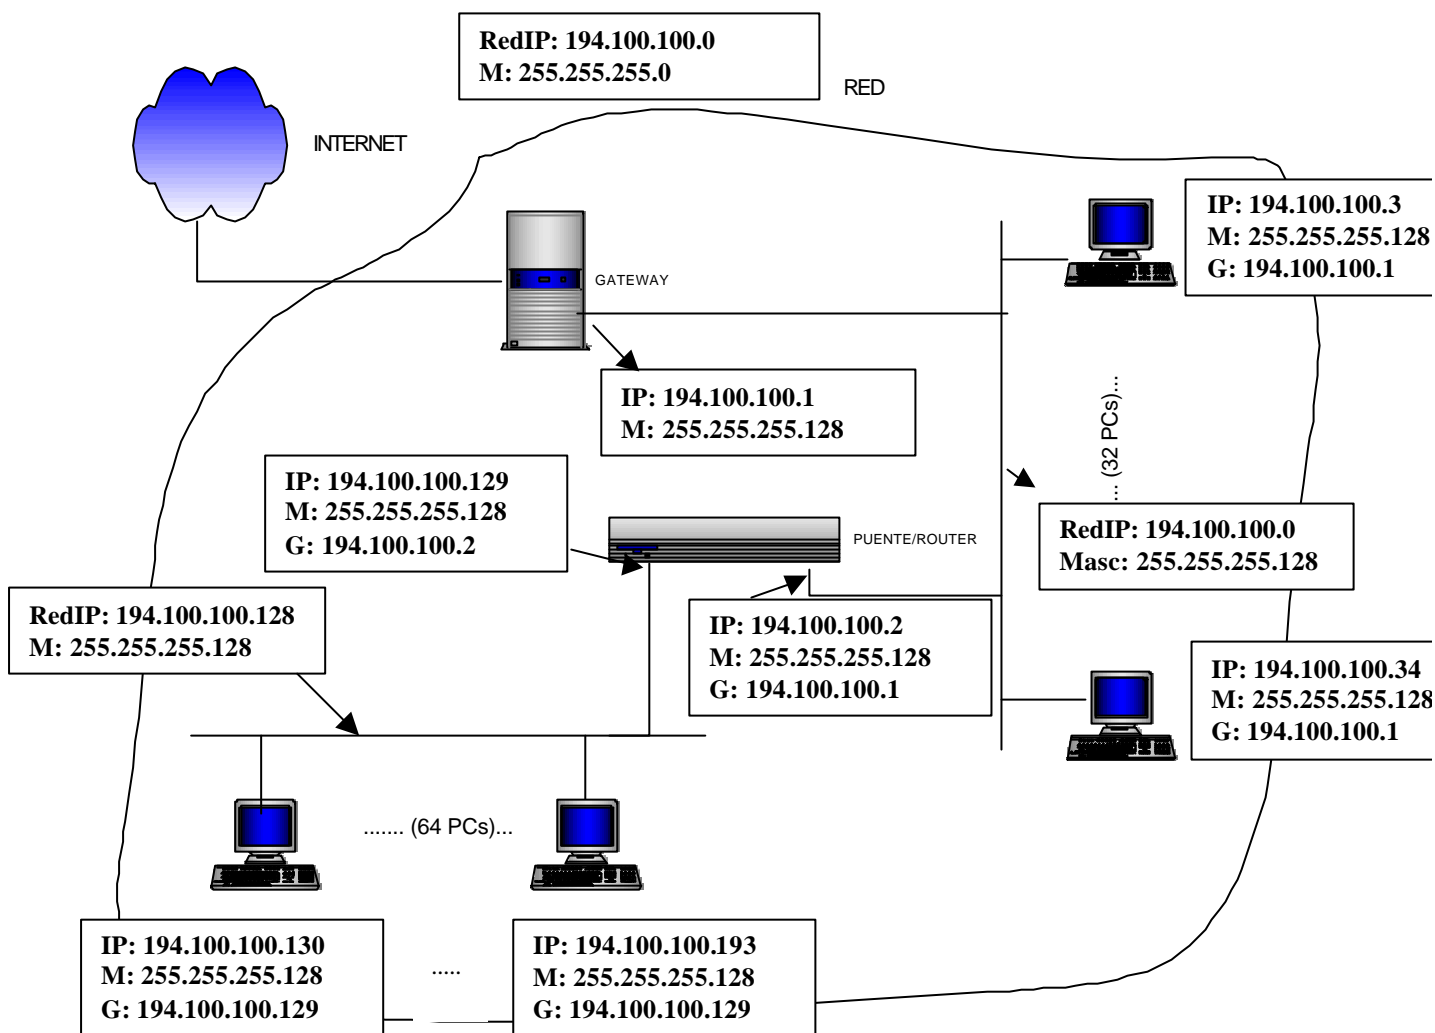 RedIP: 194.100.100.0
M: 255.255.255.0
RED
INTERNET
IP: 194.100.100.3
M: 255.255.255.128
G: 194.100.100.1
GATEWAY
IP: 194.100.100.1
M: 255.255.255.128
... (32 PCs)...
IP: 194.100.100.129
M: 255.255.255.128
G: 194.100.100.2
PUENTE/ROUTER
RedIP: 194.100.100.0
Masc: 255.255.255.128
RedIP: 194.100.100.128
M: 255.255.255.128
IP: 194.100.100.2
M: 255.255.255.128
G: 194.100.100.1
IP: 194.100.100.34
M: 255.255.255.128
G: 194.100.100.1
....... (64 PCs)...
IP: 194.100.100.130
M: 255.255.255.128
G: 194.100.100.129
.....
IP: 194.100.100.193
M: 255.255.255.128
G: 194.100.100.129